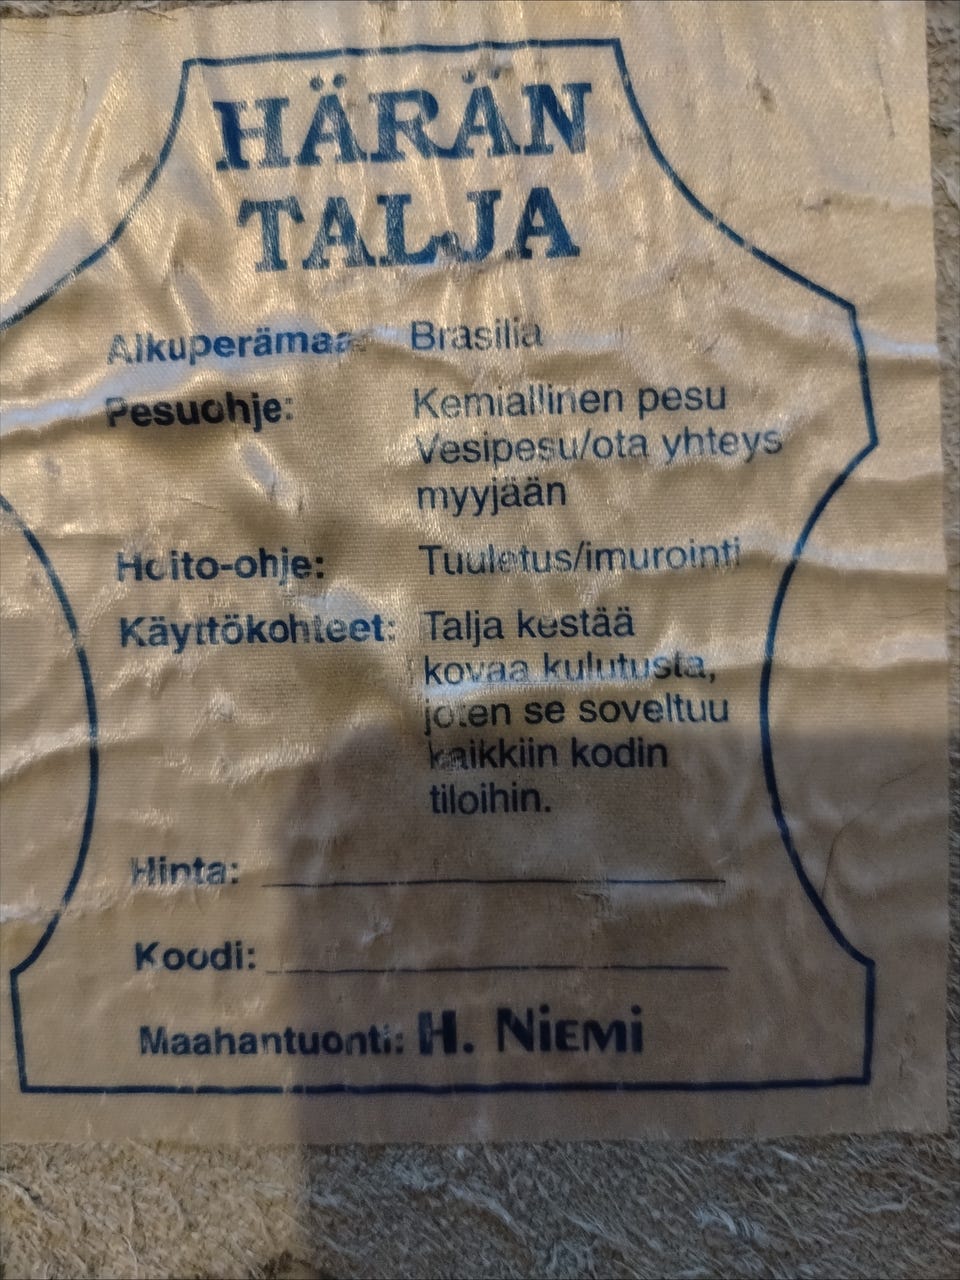 HÄRÄN
TALJA
Alkuperämaa: Brasilia
Pesuohje: Kemiallinen pesu
Vesipesu/ota yhteys
myyjään
Hoito-ohje: Tuuletus/imurointi
Käyttökohteet: Talja kestää
kovaa kulutusta,
joten se soveltuu
kaikkiin kodin
tiloihin.
Hinta:
Koodi:
Maahantuonti: H. NiEMi